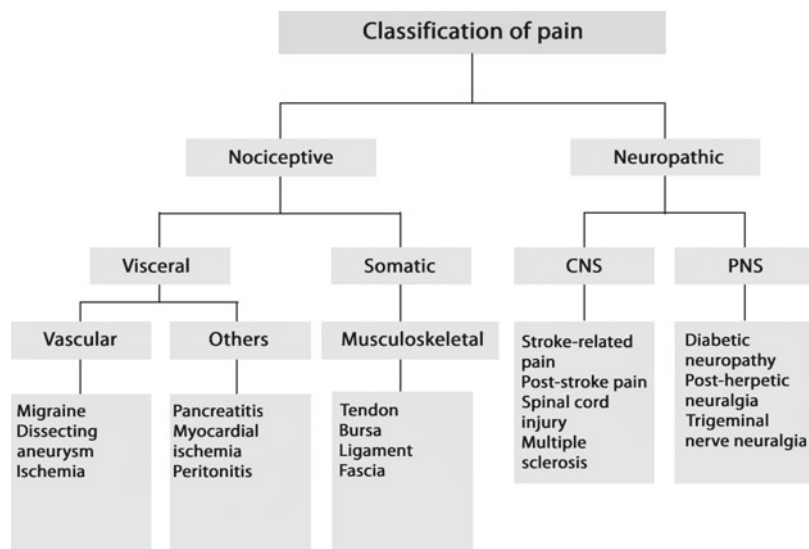 Classification of pain
Nociceptive
Neuropathic
Visceral
Somatic
CNS
PNS
Vascular
Others
Musculoskeletal
Migraine
Dissecting
aneurysm
Ischemia
Pancreatitis
Myocardial
ischemia
Peritonitis
Tendon
Bursa
Ligament
Fascia
Stroke-related
pain
Post-stroke pain
Spinal cord
injury
Multiple
sclerosis
Diabetic
neuropathy
Post-herpetic
neuralgia
Trigeminal
nerve neuralgia